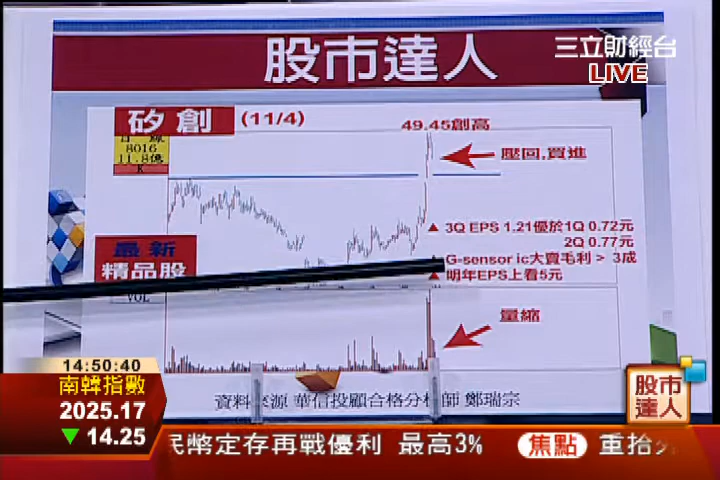 股市達人
三立財經台
LIVE
矽創 (11/4)
日線
8016
11.8億
K
49.45創高
壓回,買進
▲ 3Q EPS 1.21優於1Q 0.72元
2Q 0.77元
G-sensor ic大賣毛利 > 3成
▲ 明年EPS上看5元
最新
精品股
VOL
量縮
資料來源 華信投顧合格分析師 鄭瑞宗
14:50:40
南韓指數
2025.17
▼ 14.25
股市
達人
民幣定存再戰優利 最高3% 焦點 重拾